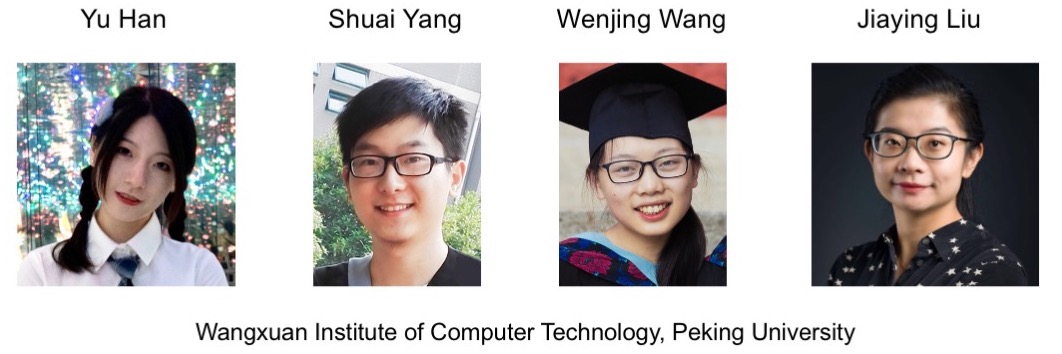 Yu Han Shuai Yang Wenjing Wang Jiaying Liu
Wangxuan Institute of Computer Technology, Peking University